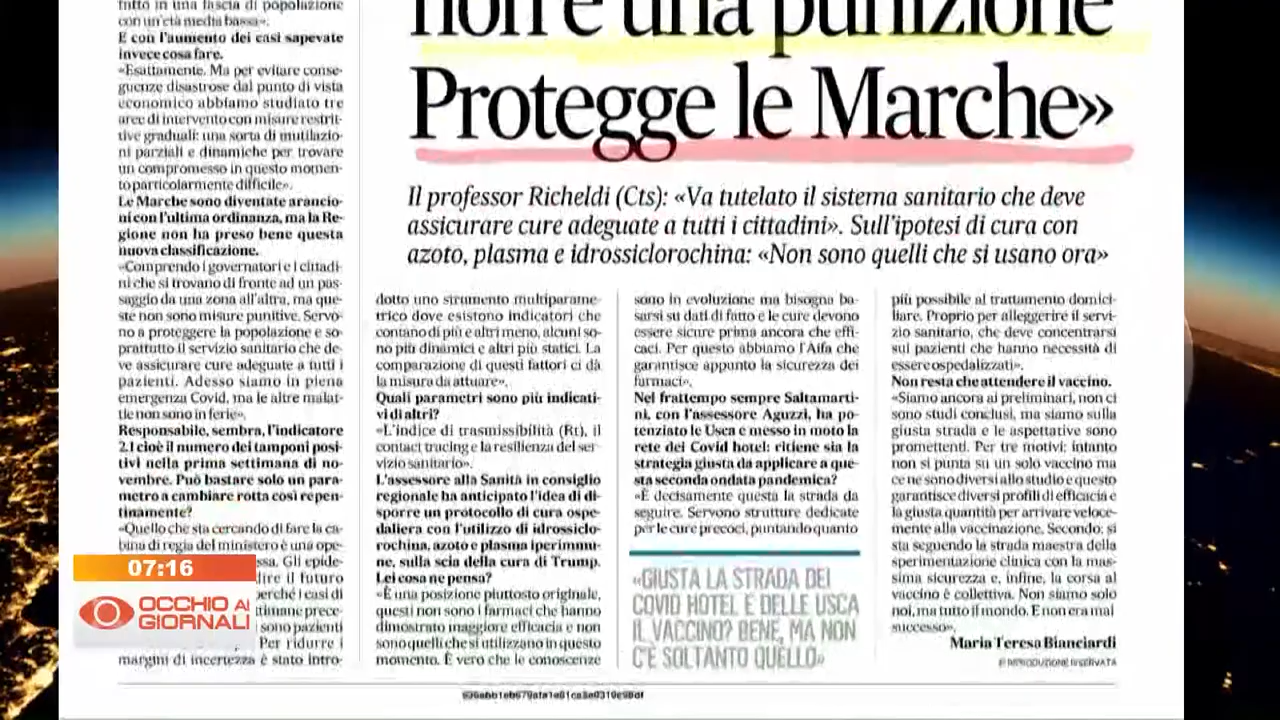 fatto in una fascia di popolazione
con un'età media bassa».
E con l'aumento dei casi sapevate
invece cosa fare.
«Esattamente. Ma per evitare conse-
guenze disastrose dal punto di vista
economico abbiamo studiato tre
aree di intervento con misure restrit-
tive graduali: una sorta di mutilazio-
ni parziali e dinamiche per trovare
un compromesso in questo momen-
to particolarmente difficile».
Le Marche sono diventate arancio-
ni con l'ultima ordinanza, ma la Re-
gione non ha preso bene questa
nuova classificazione.
«Comprendo i governatori e i cittadi-
ni che si trovano di fronte ad un pas-
saggio da una zona all'altra, ma que-
ste non sono misure punitive. Servo-
no a proteggere la popolazione e so-
prattutto il servizio sanitario che de-
ve assicurare cure adeguate a tutti i
pazienti. Adesso siamo in piena
emergenza Covid, ma le altre malat-
tie non sono in ferie».
Responsabile, sembra, l'indicatore
2.1 cioè il numero dei tamponi posi-
tivi nella prima settimana di no-
vembre. Può bastare solo un para-
metro a cambiare rotta così repen-
tinamente?
«Quello che sta cercando di fare la ca-
bina di regia del ministero è una ope-
ssa. Gli epide-
dire il futuro
perché i casi di
ttimane prece-
sono pazienti
Per ridurre i
margini di incertezza è stato intro-
non è una punizione
Protegge le Marche»
Il professor Richeldi (Cts): «Va tutelato il sistema sanitario che deve
assicurare cure adeguate a tutti i cittadini». Sull'ipotesi di cura con
azoto, plasma e idrossiclorochina: «Non sono quelli che si usano ora»
dotto uno strumento multiparame-
trico dove esistono indicatori che
contano di più e altri meno, alcuni so-
no più dinamici e altri più statici. La
comparazione di questi fattori ci dà
la misura da attuare».
Quali parametri sono più indicati-
vi di altri?
«L'indice di trasmissibilità (Rt), il
contact tracing e la resilienza del ser-
vizio sanitario».
L'assessore alla Sanità in consiglio
regionale ha anticipato l'idea di di-
sporre un protocollo di cura ospe-
daliera con l'utilizzo di idrossiclo-
rochina, azoto e plasma iperimmu-
ne, sulla scia della cura di Trump.
Lei cosa ne pensa?
«È una posizione piuttosto originale,
questi non sono i farmaci che hanno
dimostrato maggiore efficacia e non
sono quelli che si utilizzano in questo
momento. È vero che le conoscenze
sono in evoluzione ma bisogna ba-
sarsi su dati di fatto e le cure devono
essere sicure prima ancora che effi-
caci. Per questo abbiamo l'Aifa che
garantisce appunto la sicurezza dei
farmaci».
Nel frattempo sempre Saltamarti-
ni, con l'assessore Aguzzi, ha po-
tenziato le Usca e messo in moto la
rete dei Covid hotel: ritiene sia la
strategia giusta da applicare a que-
sta seconda ondata pandemica?
«È decisamente questa la strada da
seguire. Servono strutture dedicate
per le cure precoci, puntando quanto
«GIUSTA LA STRADA DEI
COVID HOTEL E DELLE USCA
IL VACCINO? BENE, MA NON
C'È SOLTANTO QUELLO»
più possibile al trattamento domici-
liare. Proprio per alleggerire il servi-
zio sanitario, che deve concentrarsi
sui pazienti che hanno necessità di
essere ospedalizzati».
Non resta che attendere il vaccino.
«Siamo ancora ai preliminari, non ci
sono studi conclusi, ma siamo sulla
giusta strada e le aspettative sono
promettenti. Per tre motivi: intanto
non si punta su un solo vaccino ma
ce ne sono diversi allo studio e questo
garantisce diversi profili di efficacia e
la giusta quantità per arrivare veloce-
mente alla vaccinazione. Secondo: si
sta seguendo la strada maestra della
sperimentazione clinica con la mas-
sima sicurezza e, infine, la corsa al
vaccino è collettiva. Non siamo solo
noi, ma tutto il mondo. E non era mai
successo».
Maria Teresa Bianciardi
© RIPRODUZIONE RISERVATA
07:16
OCCHIO AI
GIORNALI